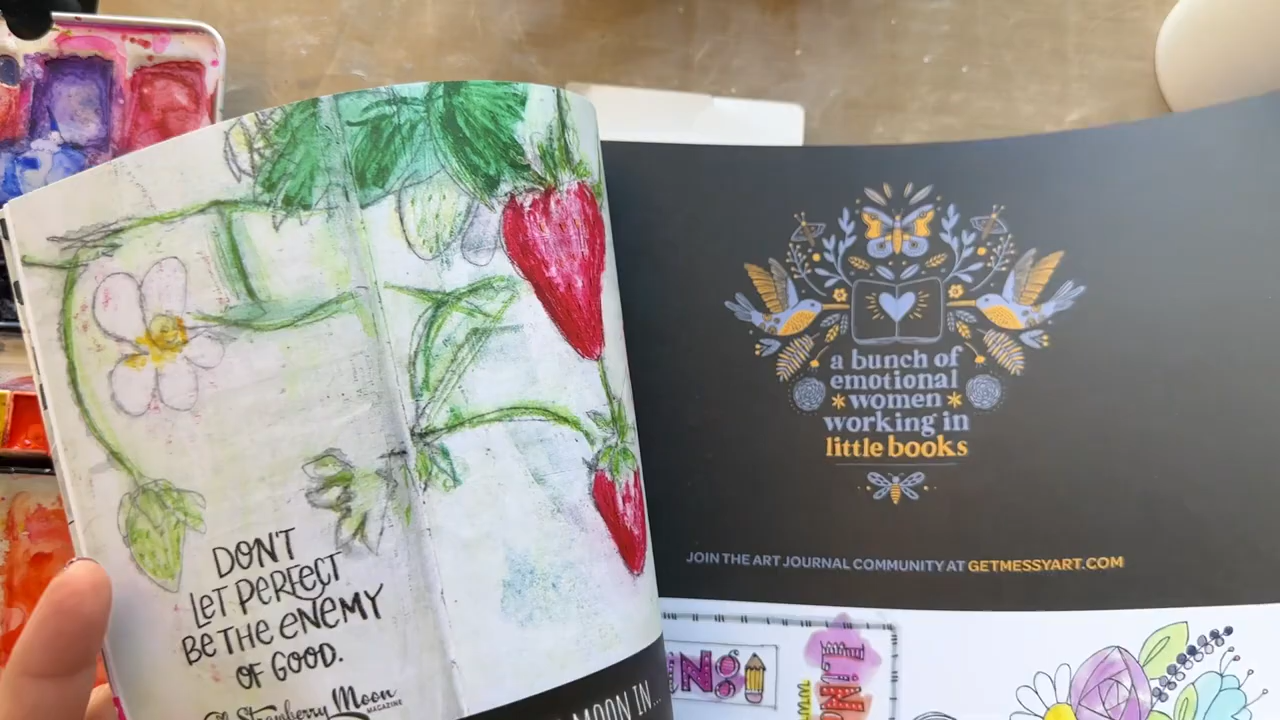 DON'T
LET PERFECT
BE THE ENEMY
OF GOOD.
Strawberry Moon
MAGAZINE
MOON IN...
a bunch of
emotional
women
working in
little books
JOIN THE ART JOURNAL COMMUNITY AT GETMESSYART.COM